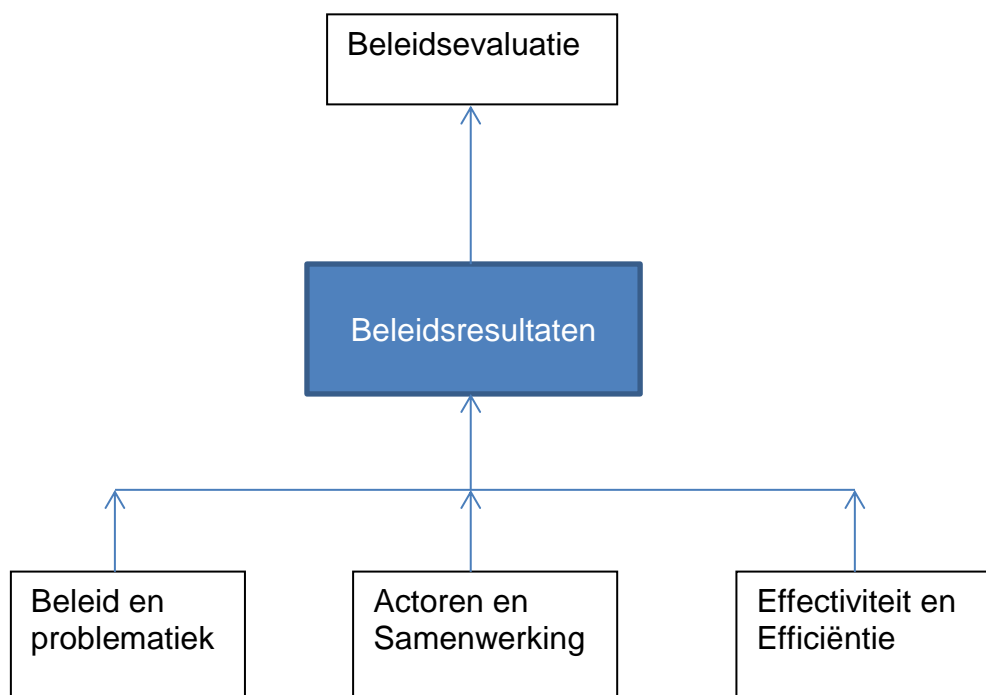 Beleidsevaluatie
Beleidsresultaten
Beleid en
problematiek
Actoren en
Samenwerking
Effectiviteit en
Efficiëntie